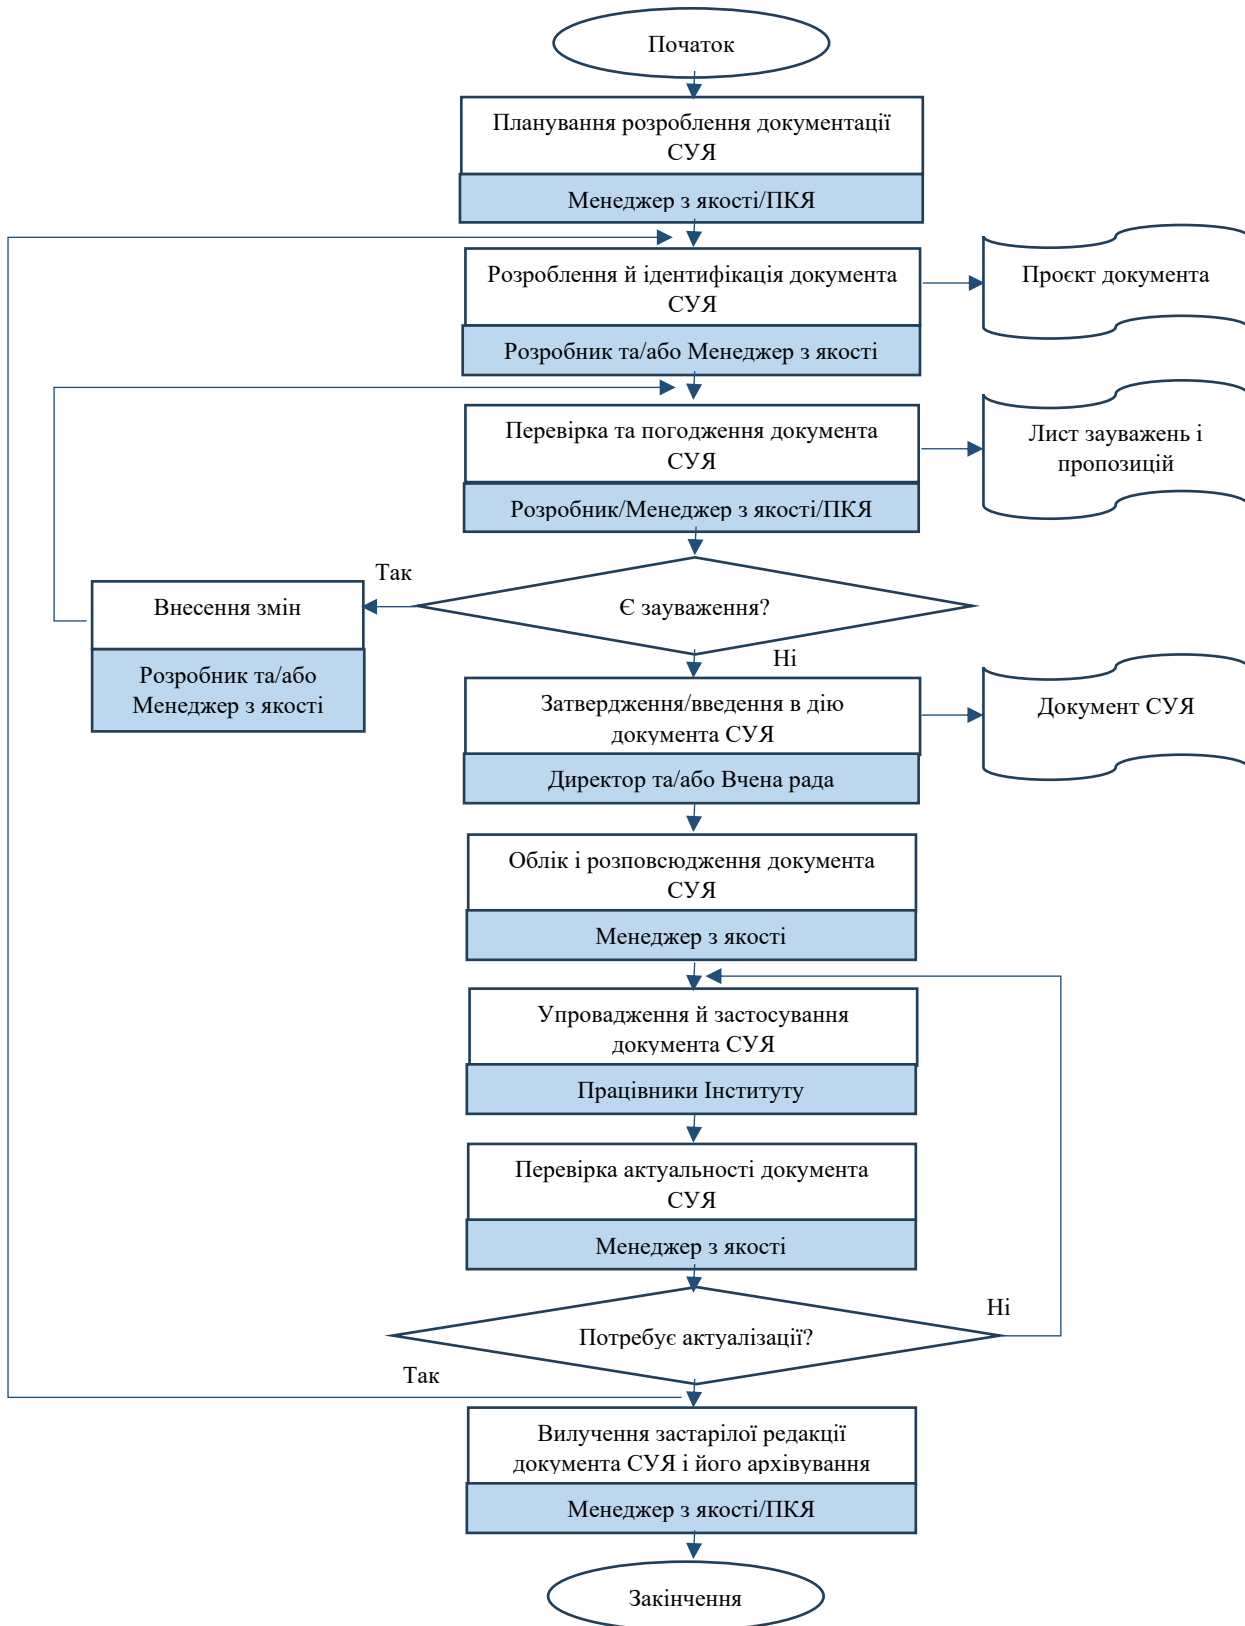 Початок
Планування розроблення документації
СУЯ
Менеджер з якості/ПКЯ
Розроблення й ідентифікація документа
СУЯ
Розробник та/або Менеджер з якості
Проєкт документа
Перевірка та погодження документа
СУЯ
Розробник/Менеджер з якості/ПКЯ
Лист зауважень і
пропозицій
Є зауваження?
Так
Внесення змін
Розробник та/або
Менеджер з якості
Ні
Затвердження/введення в дію
документа СУЯ
Директор та/або Вчена рада
Документ СУЯ
Облік і розповсюдження документа
СУЯ
Менеджер з якості
Упровадження й застосування
документа СУЯ
Працівники Інституту
Перевірка актуальності документа
СУЯ
Менеджер з якості
Ні
Потребує актуалізації?
Так
Вилучення застарілої редакції
документа СУЯ і його архівування
Менеджер з якості/ПКЯ
Закінчення